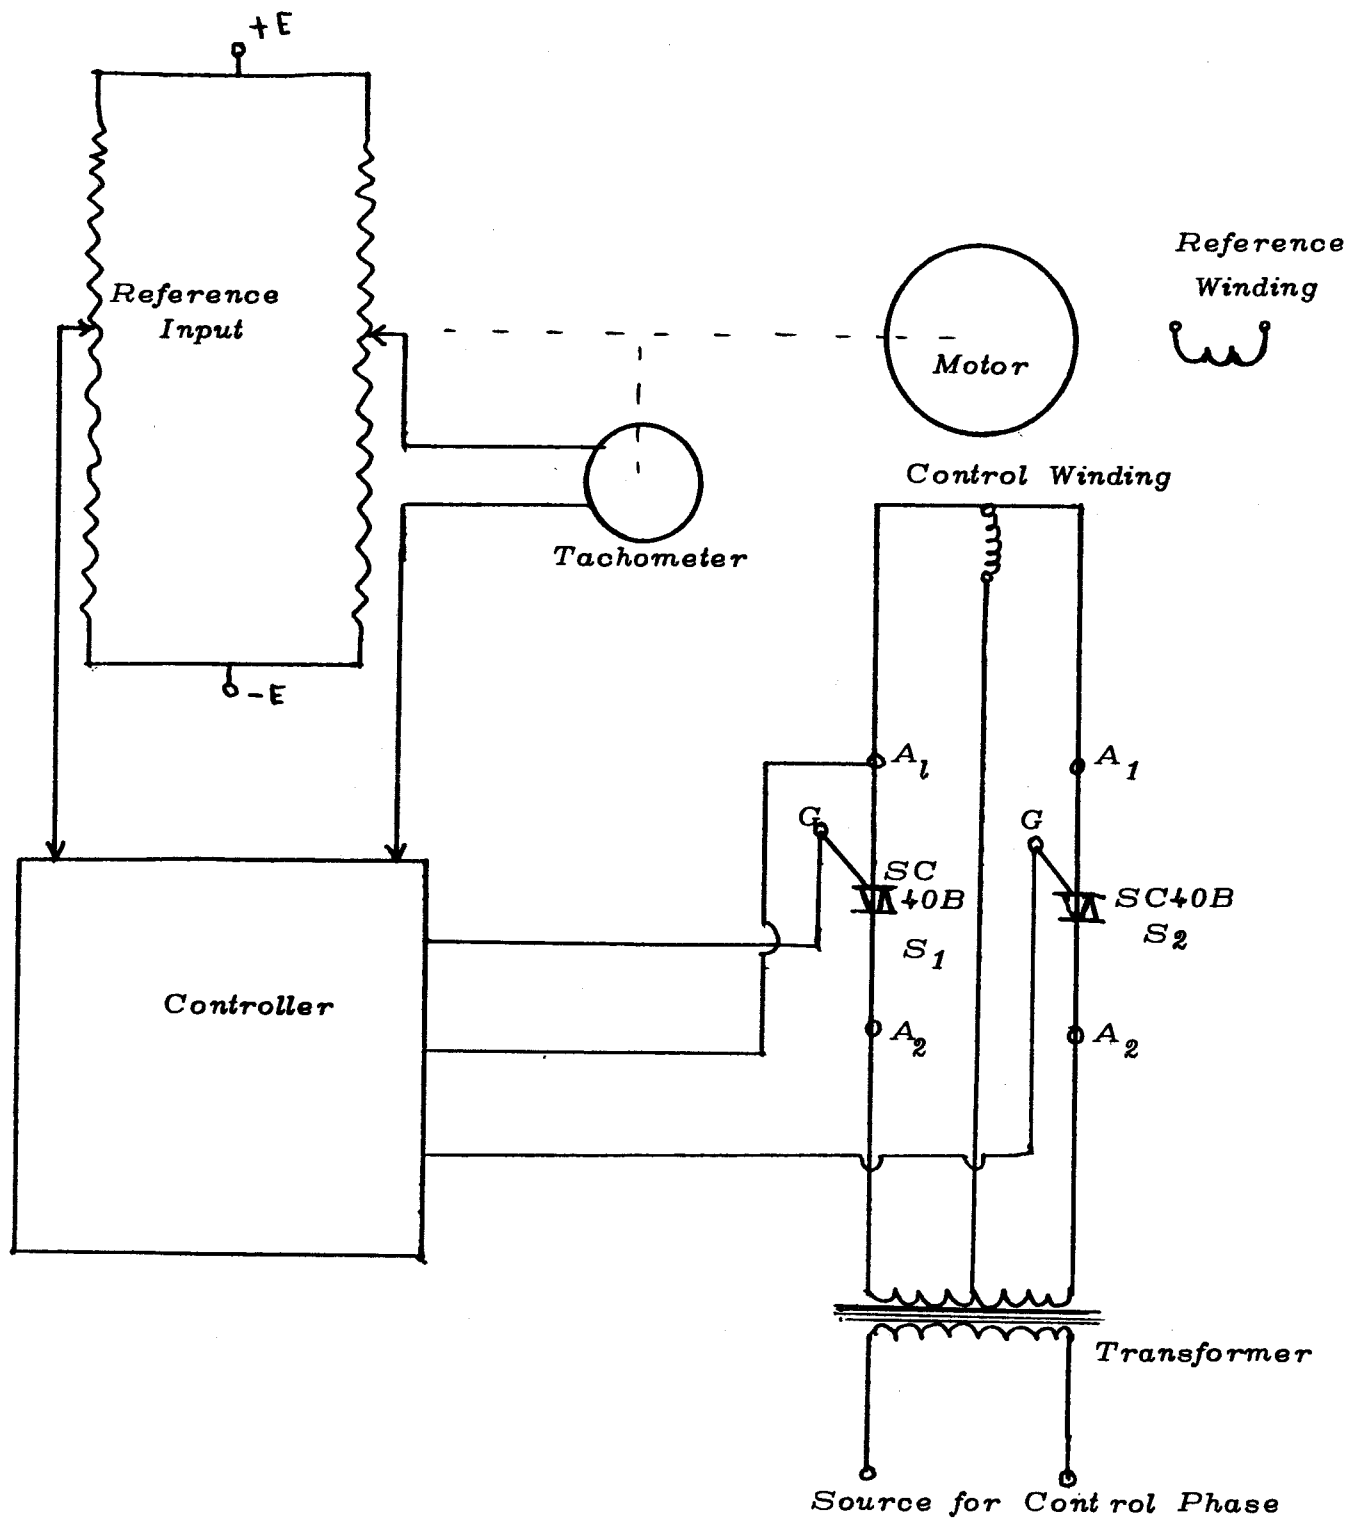 +E
Reference
Input
-E
Motor
Reference
Winding
Control Winding
Tachometer
A1
A1
G
G
SC
40B
S1
SC40B
S2
A2
A2
Controller
Transformer
Source for Control Phase